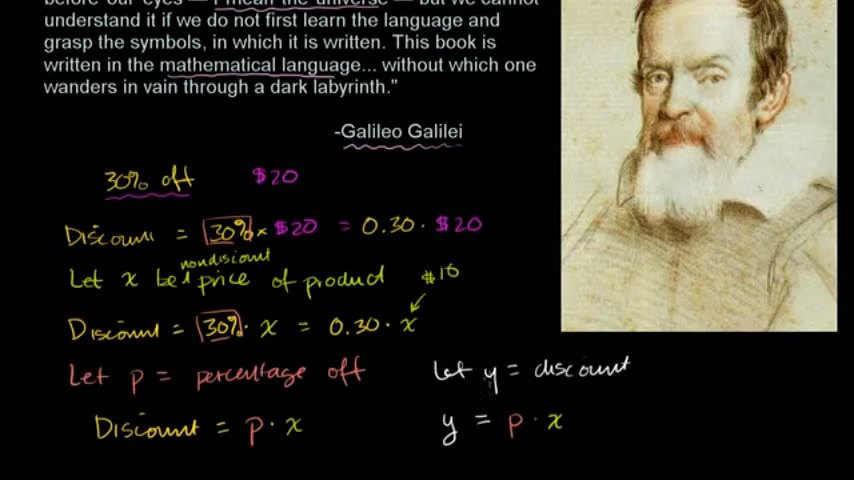 before our eyes — I mean the universe — but we cannot
understand it if we do not first learn the language and
grasp the symbols, in which it is written. This book is
written in the mathematical language... without which one
wanders in vain through a dark labyrinth."
-Galileo Galilei
30% off $20
Discount = 30% × $20 = 0.30 · $20
nondiscount
Let x be price of product $10
Discount = 30% · x = 0.30 · x
Let p = percentage off Let y = discount
Discount = p · x y = p · x